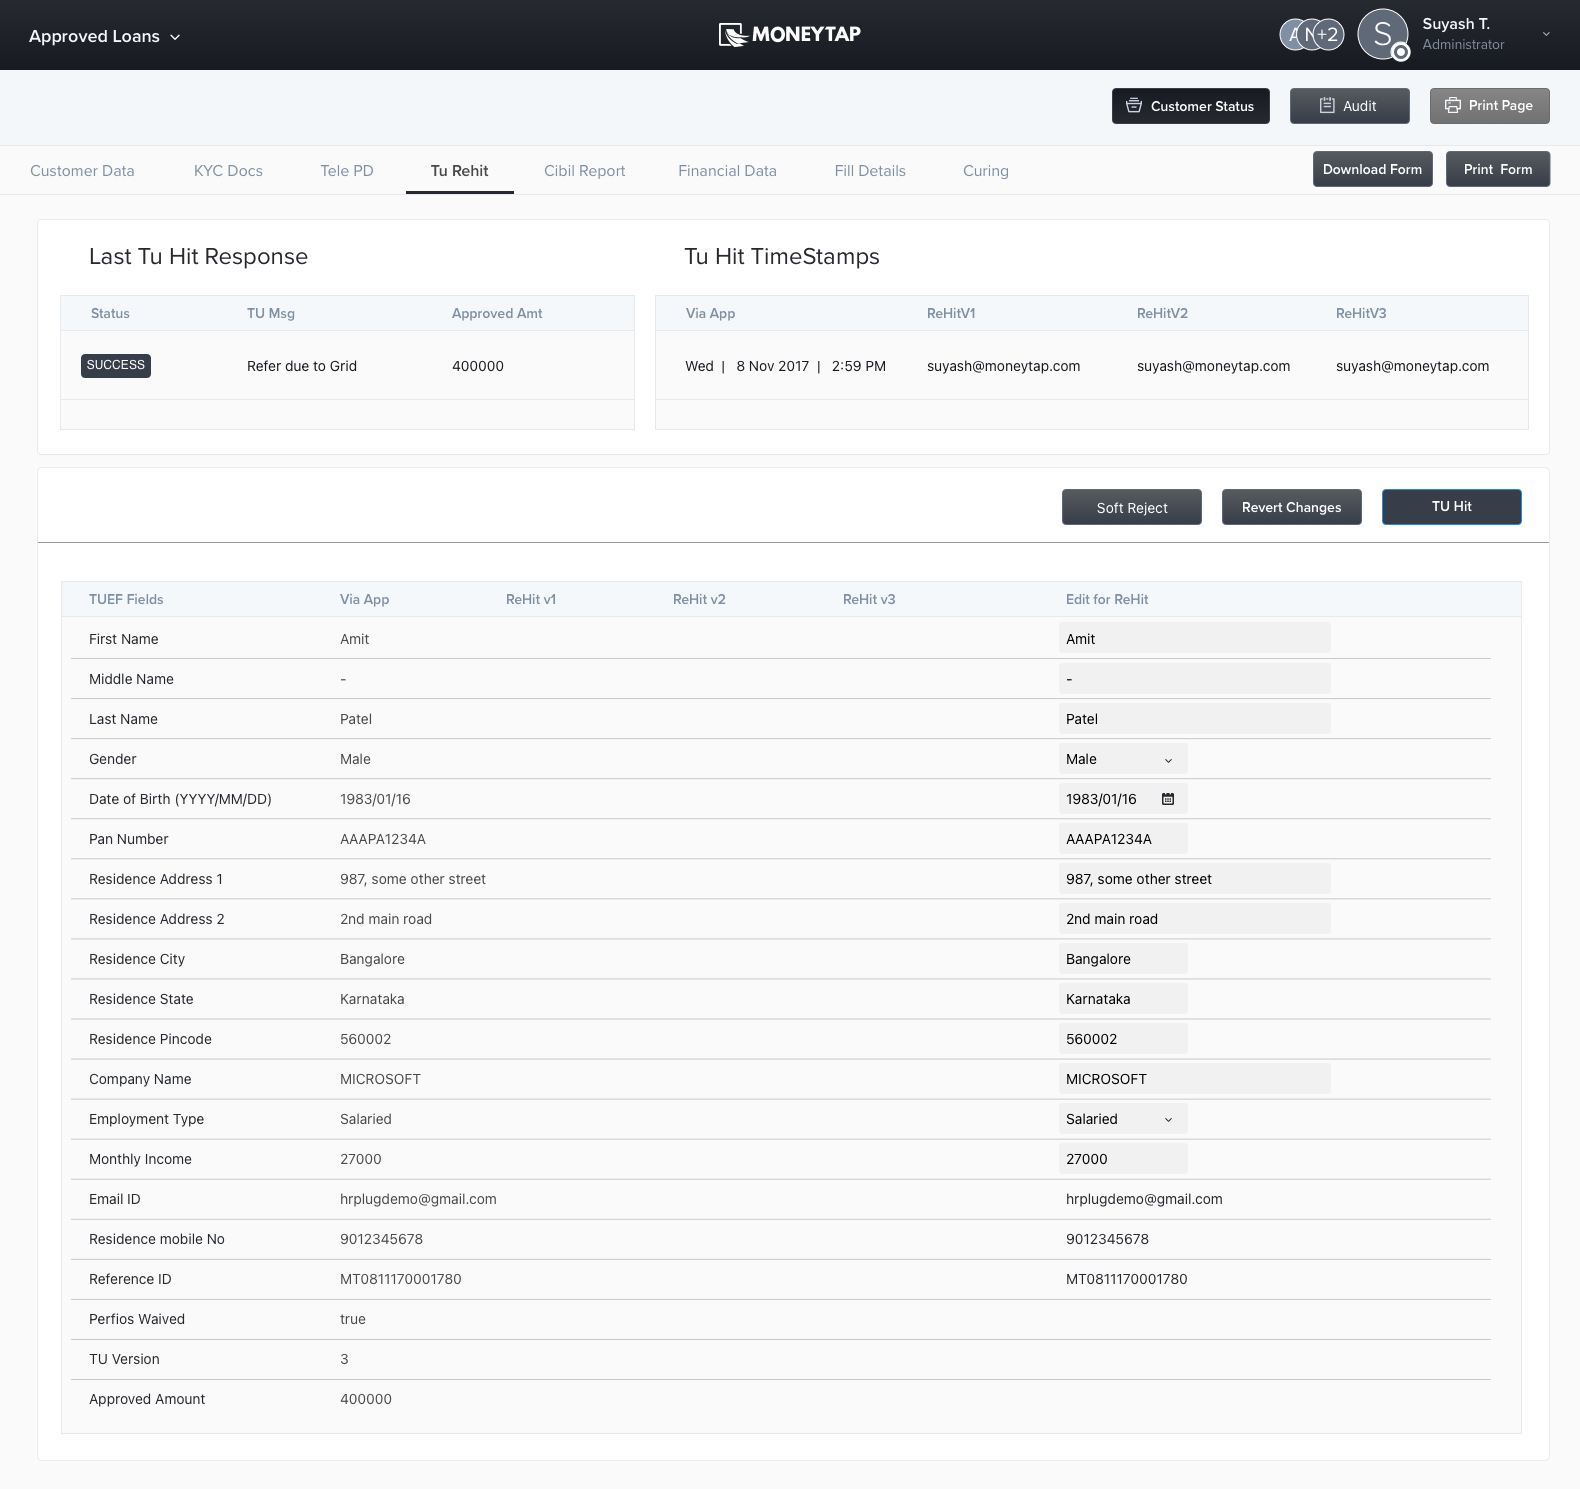 Approved Loans
MONEYTAP
A N +2
S
Suyash T.
Administrator
Customer Status
Audit
Print Page
Customer Data KYC Docs Tele PD Tu Rehit Cibil Report Financial Data Fill Details Curing
Download Form
Print Form
Last Tu Hit Response
Status TU Msg Approved Amt
SUCCESS Refer due to Grid 400000
Tu Hit TimeStamps
Via App ReHitV1 ReHitV2 ReHitV3
Wed | 8 Nov 2017 | 2:59 PM suyash@moneytap.com suyash@moneytap.com suyash@moneytap.com
Soft Reject
Revert Changes
TU Hit
TUEF Fields Via App ReHit v1 ReHit v2 ReHit v3 Edit for ReHit
First Name Amit Amit
Middle Name - -
Last Name Patel Patel
Gender Male Male
Date of Birth (YYYY/MM/DD) 1983/01/16 1983/01/16
Pan Number AAAPA1234A AAAPA1234A
Residence Address 1 987, some other street 987, some other street
Residence Address 2 2nd main road 2nd main road
Residence City Bangalore Bangalore
Residence State Karnataka Karnataka
Residence Pincode 560002 560002
Company Name MICROSOFT MICROSOFT
Employment Type Salaried Salaried
Monthly Income 27000 27000
Email ID hrplugdemo@gmail.com hrplugdemo@gmail.com
Residence mobile No 9012345678 9012345678
Reference ID MT0811170001780 MT0811170001780
Perfios Waived true
TU Version 3
Approved Amount 400000